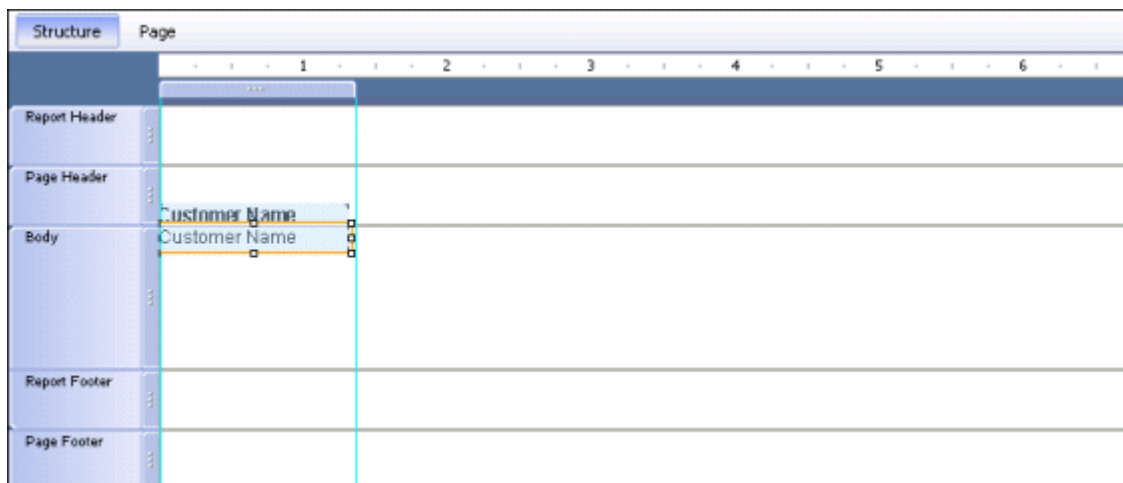 Structure Page
1 2 3 4 5 6
Report Header
Page Header
Customer Name
Body Customer Name
Report Footer
Page Footer